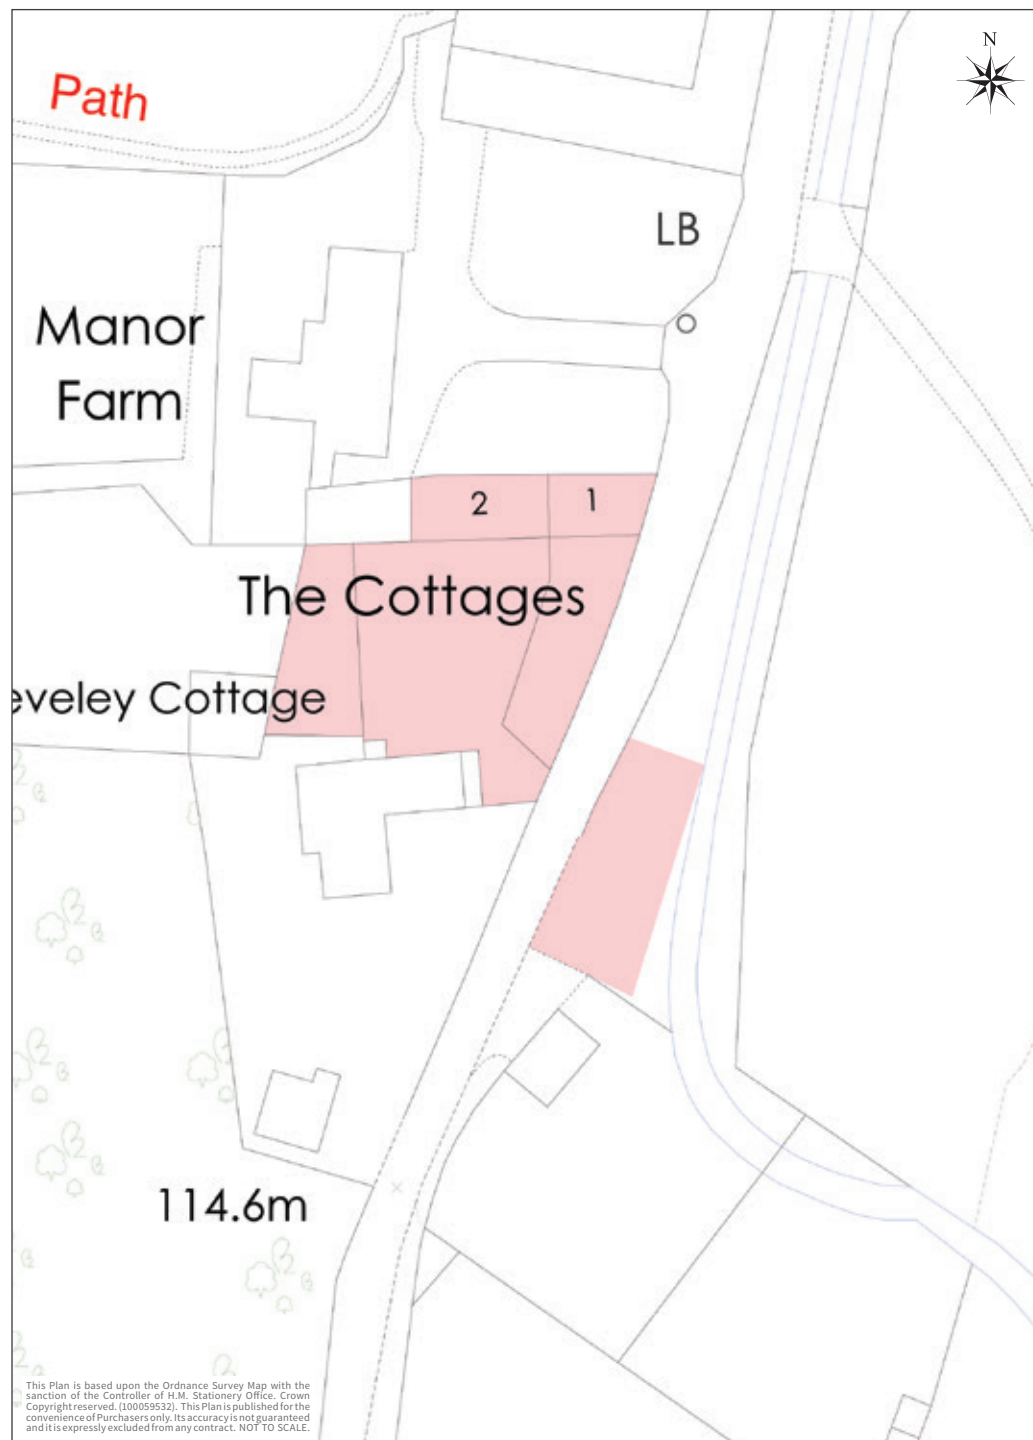 N
Path
LB
Manor
Farm
2
1
The Cottages
eveley Cottage
114.6m
This Plan is based upon the Ordnance Survey Map with the
sanction of the Controller of H.M. Stationery Office. Crown
Copyright reserved. (100059532). This Plan is published for the
convenience of Purchasers only. Its accuracy is not guaranteed
and it is expressly excluded from any contract. NOT TO SCALE.